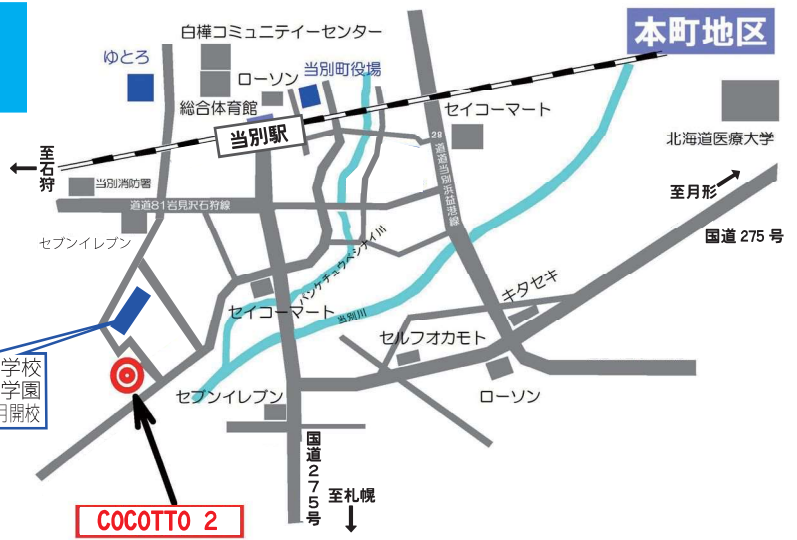 本町地区
白樺コミュニティーセンター
ゆとろ
ローソン
当別町役場
総合体育館
セイコーマート
当別駅
北海道医療大学
至石狩
当別消防署
28
道道当別浜益港線
至月形
道道81岩見沢石狩線
国道275号
セブンイレブン
パンケチュウベシナイ川
キタセキ
セイコーマート
当別川
セルフオカモト
学校
学園
月開校
セブンイレブン
ローソン
国道275号
至札幌
COCOTTO 2